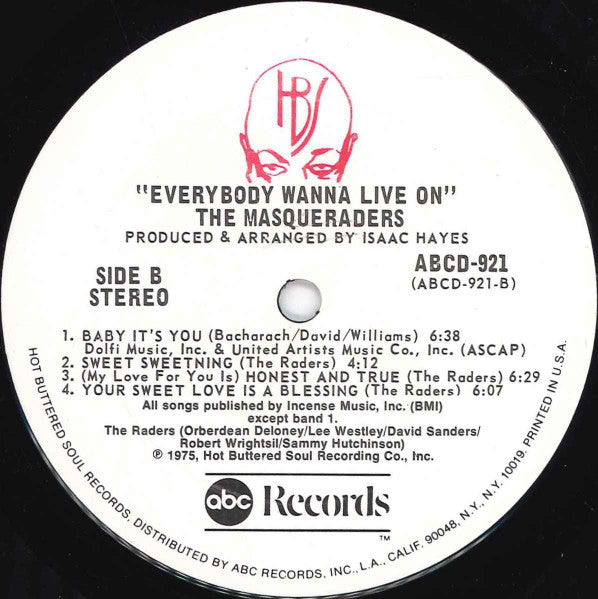 HBS
"EVERYBODY WANNA LIVE ON"
THE MASQUERADERS
PRODUCED & ARRANGED BY ISAAC HAYES
SIDE B
STEREO
ABCD-921
(ABCD-921-B)
1. BABY IT'S YOU (Bacharach/David/Williams) 6:38
Dolfi Music, Inc. & United Artists Music Co., Inc. (ASCAP)
2. SWEET SWEETNING (The Raders) 4:12
3. (My Love For You Is) HONEST AND TRUE (The Raders) 6:29
4. YOUR SWEET LOVE IS A BLESSING (The Raders) 6:07
All songs published by Incense Music, Inc. (BMI)
except band 1.
The Raders (Orberdean Deloney/Lee Westley/David Sanders/
Robert Wrightsil/Sammy Hutchinson)
℗ 1975, Hot Buttered Soul Recording Co., Inc.
abc Records
TM
HOT BUTTERED SOUL RECORDS, DISTRIBUTED BY ABC RECORDS, INC., L.A., CALIF. 90048, N.Y., N.Y. 10019. PRINTED IN U.S.A.